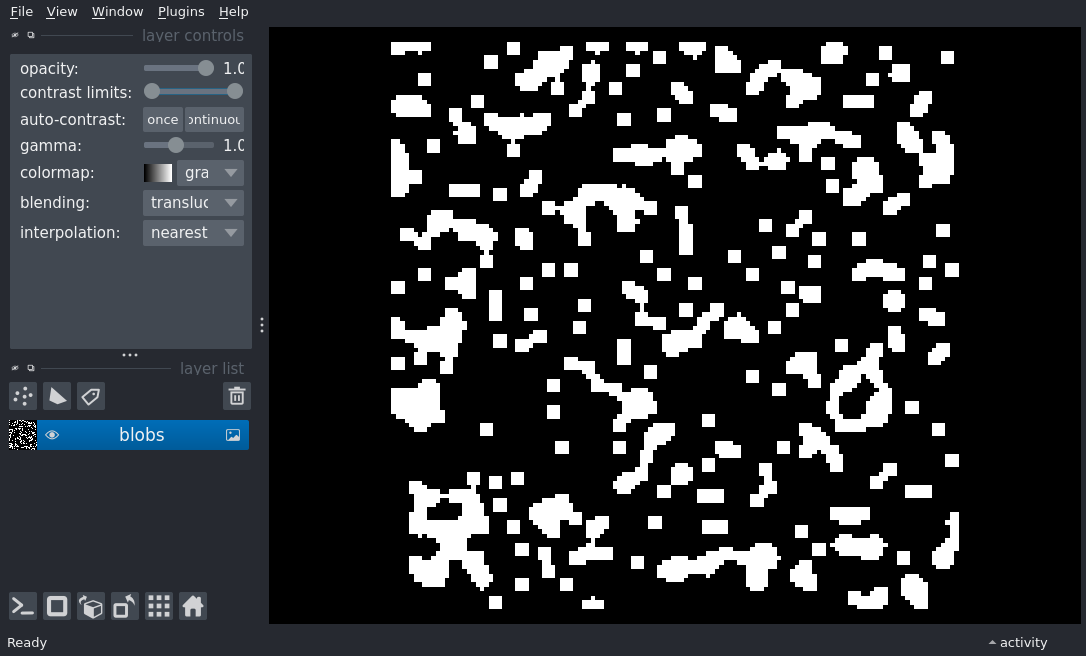 File View Window Plugins Help
layer controls
opacity: 1.0
contrast limits:
auto-contrast: once ontinuou
gamma: 1.0
colormap: gra
blending: transluc
interpolation: nearest
layer list
blobs
Ready activity